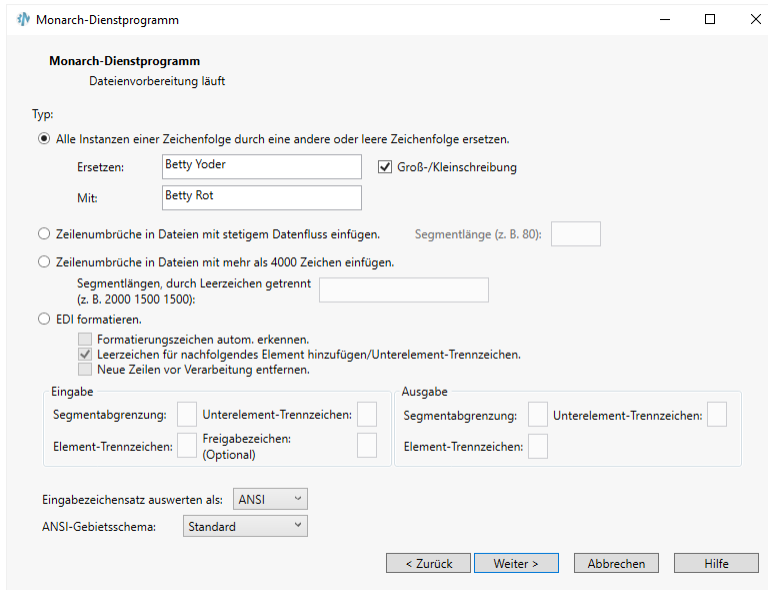 Monarch-Dienstprogramm
Monarch-Dienstprogramm
Dateienvorbereitung läuft
Typ:
Alle Instanzen einer Zeichenfolge durch eine andere oder leere Zeichenfolge ersetzen.
Ersetzen: Betty Yoder Groß-/Kleinschreibung
Mit: Betty Rot
Zeilenumbrüche in Dateien mit stetigem Datenfluss einfügen. Segmentlänge (z. B. 80):
Zeilenumbrüche in Dateien mit mehr als 4000 Zeichen einfügen.
Segmentlängen, durch Leerzeichen getrennt
(z. B. 2000 1500 1500):
EDI formatieren.
Formatierungszeichen autom. erkennen.
Leerzeichen für nachfolgendes Element hinzufügen/Unterelement-Trennzeichen.
Neue Zeilen vor Verarbeitung entfernen.
Eingabe
Segmentabgrenzung: Unterelement-Trennzeichen:
Element-Trennzeichen: Freigabezeichen:
(Optional)
Ausgabe
Segmentabgrenzung: Unterelement-Trennzeichen:
Element-Trennzeichen:
Eingabezeichensatz auswerten als: ANSI
ANSI-Gebietsschema: Standard
< Zurück Weiter > Abbrechen Hilfe